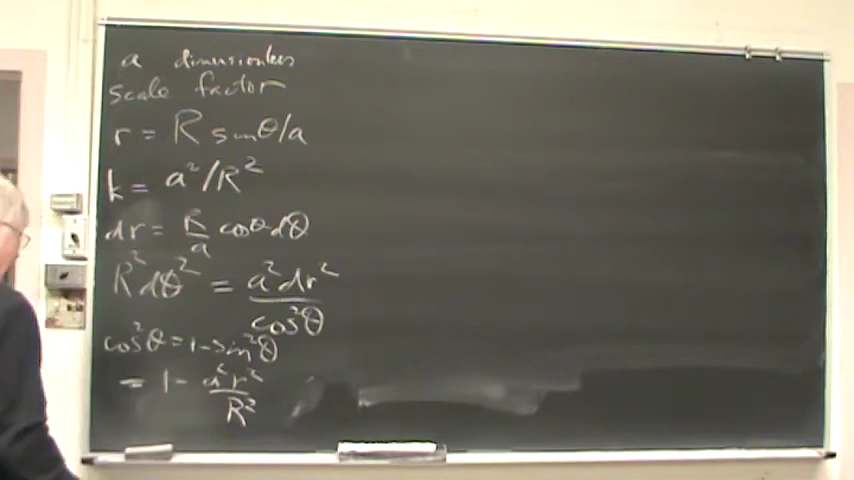 a dimensionless
scale factor
r = R sinθ/a
k = a²/R²
dr = R/a cosθ dθ
R²dθ² = a²dr²/cos²θ
cos²θ = 1 - sin²θ
= 1 - a²r²/R²